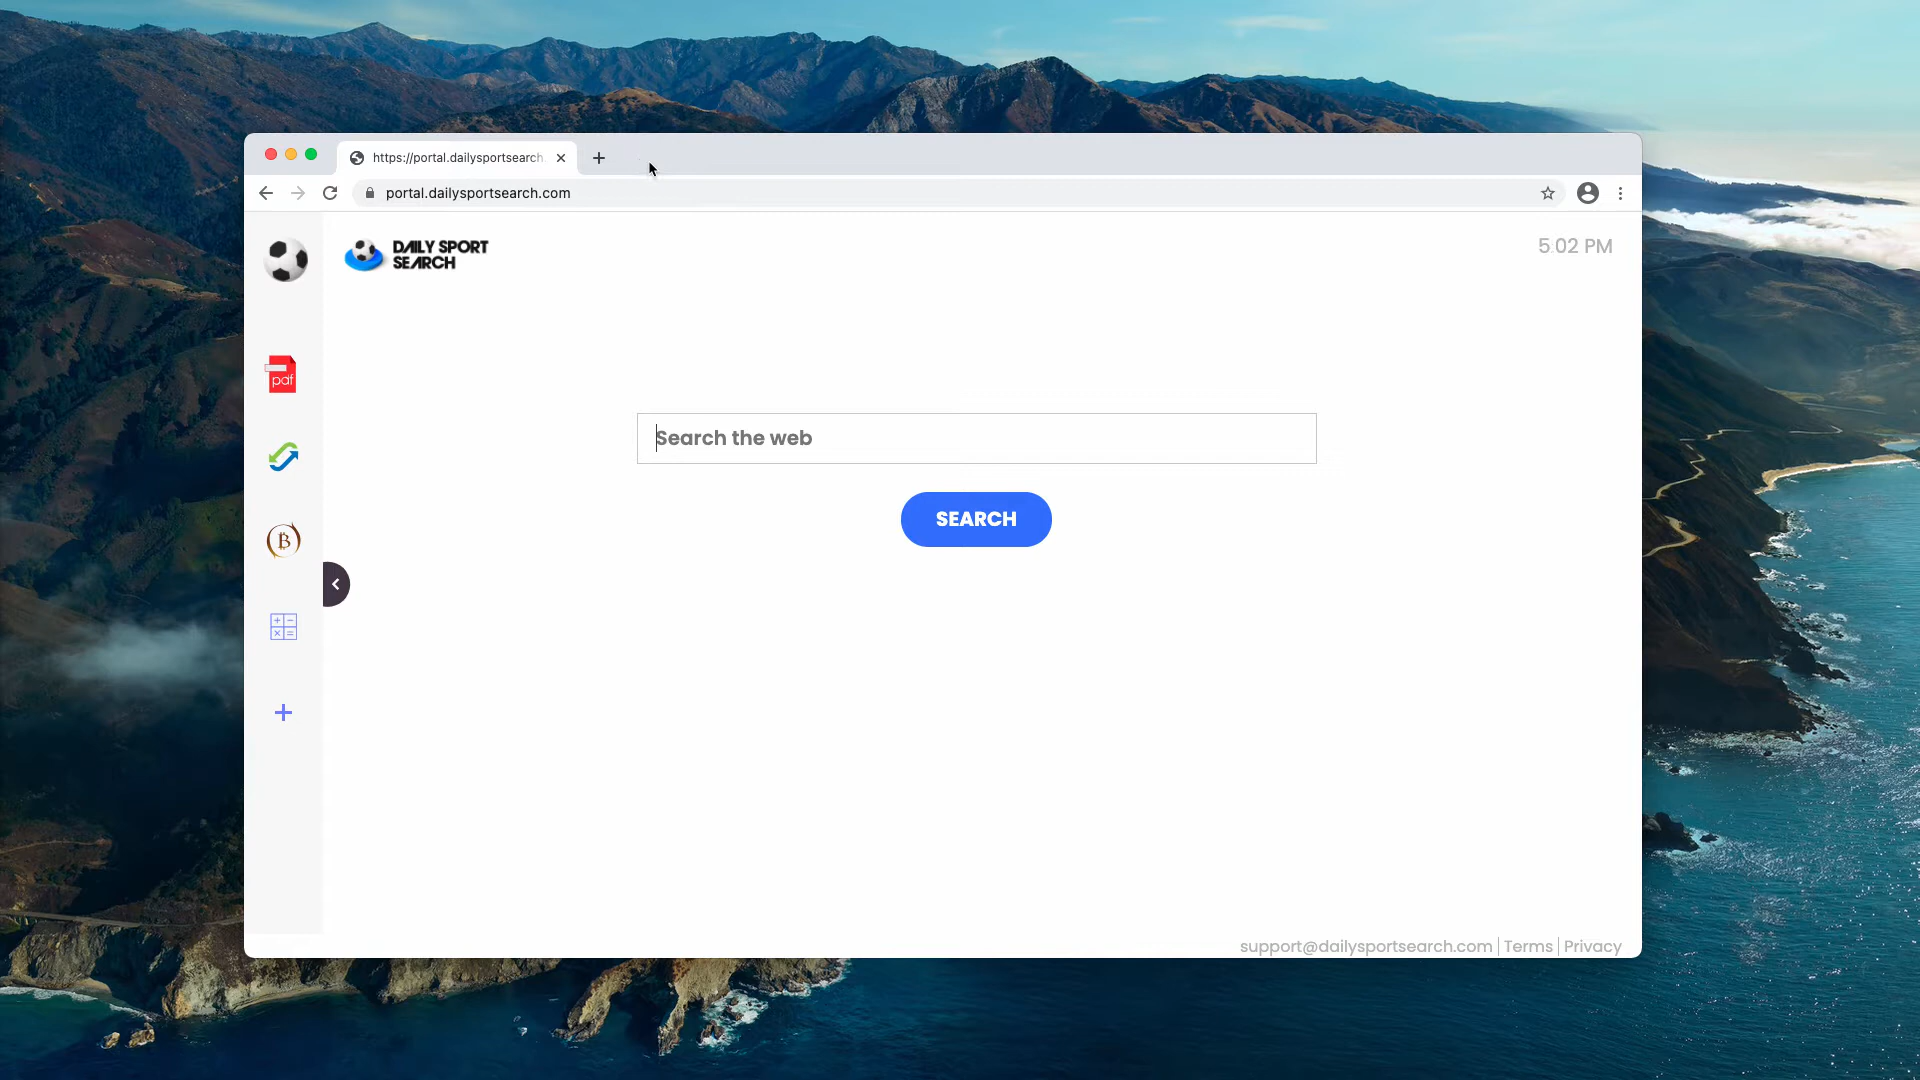 https://portal.dailysportsearch
portal.dailysportsearch.com
DAILY SPORT
SEARCH
5:02 PM
pdf
Search the web
SEARCH
support@dailysportsearch.com | Terms | Privacy